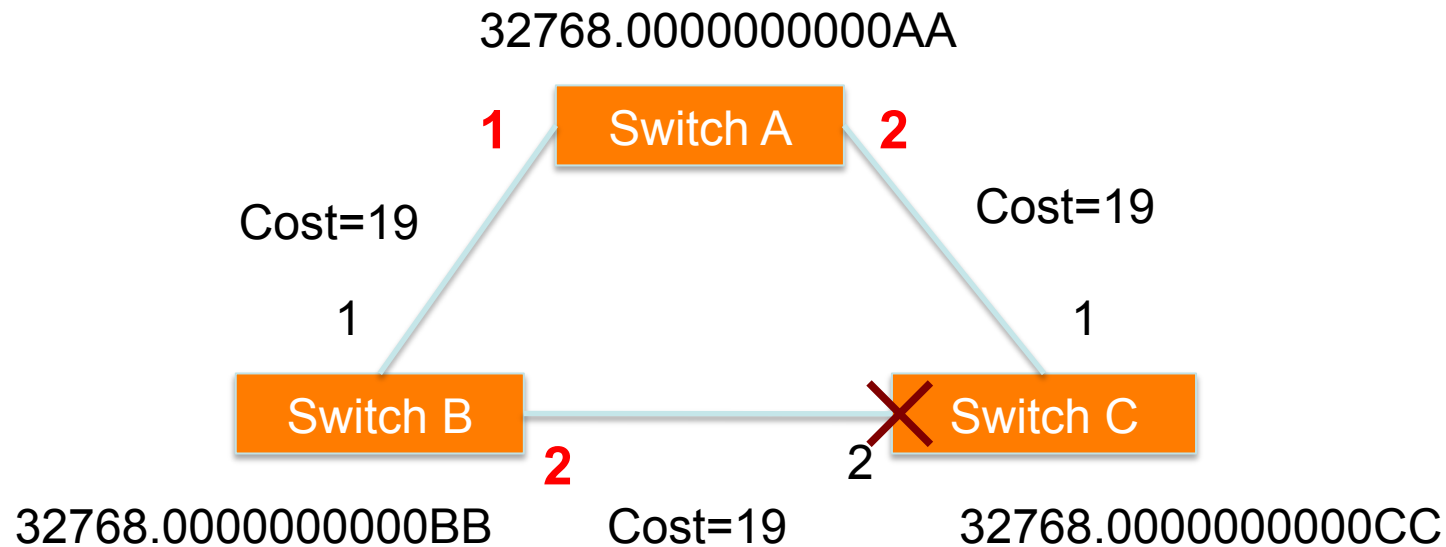 32768.0000000000AA
1 Switch A 2
Cost=19 Cost=19
1 1
Switch B Switch C
2 2
32768.0000000000BB Cost=19 32768.0000000000CC